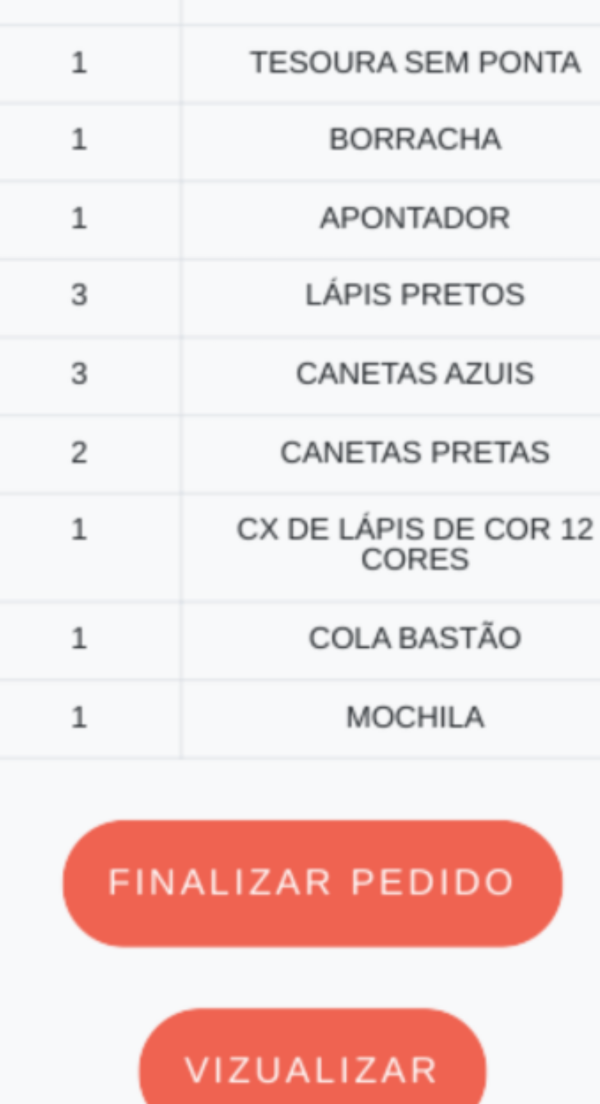 1 TESOURA SEM PONTA
1 BORRACHA
1 APONTADOR
3 LÁPIS PRETOS
3 CANETAS AZUIS
2 CANETAS PRETAS
1 CX DE LÁPIS DE COR 12
CORES
1 COLA BASTÃO
1 MOCHILA
FINALIZAR PEDIDO
VIZUALIZAR